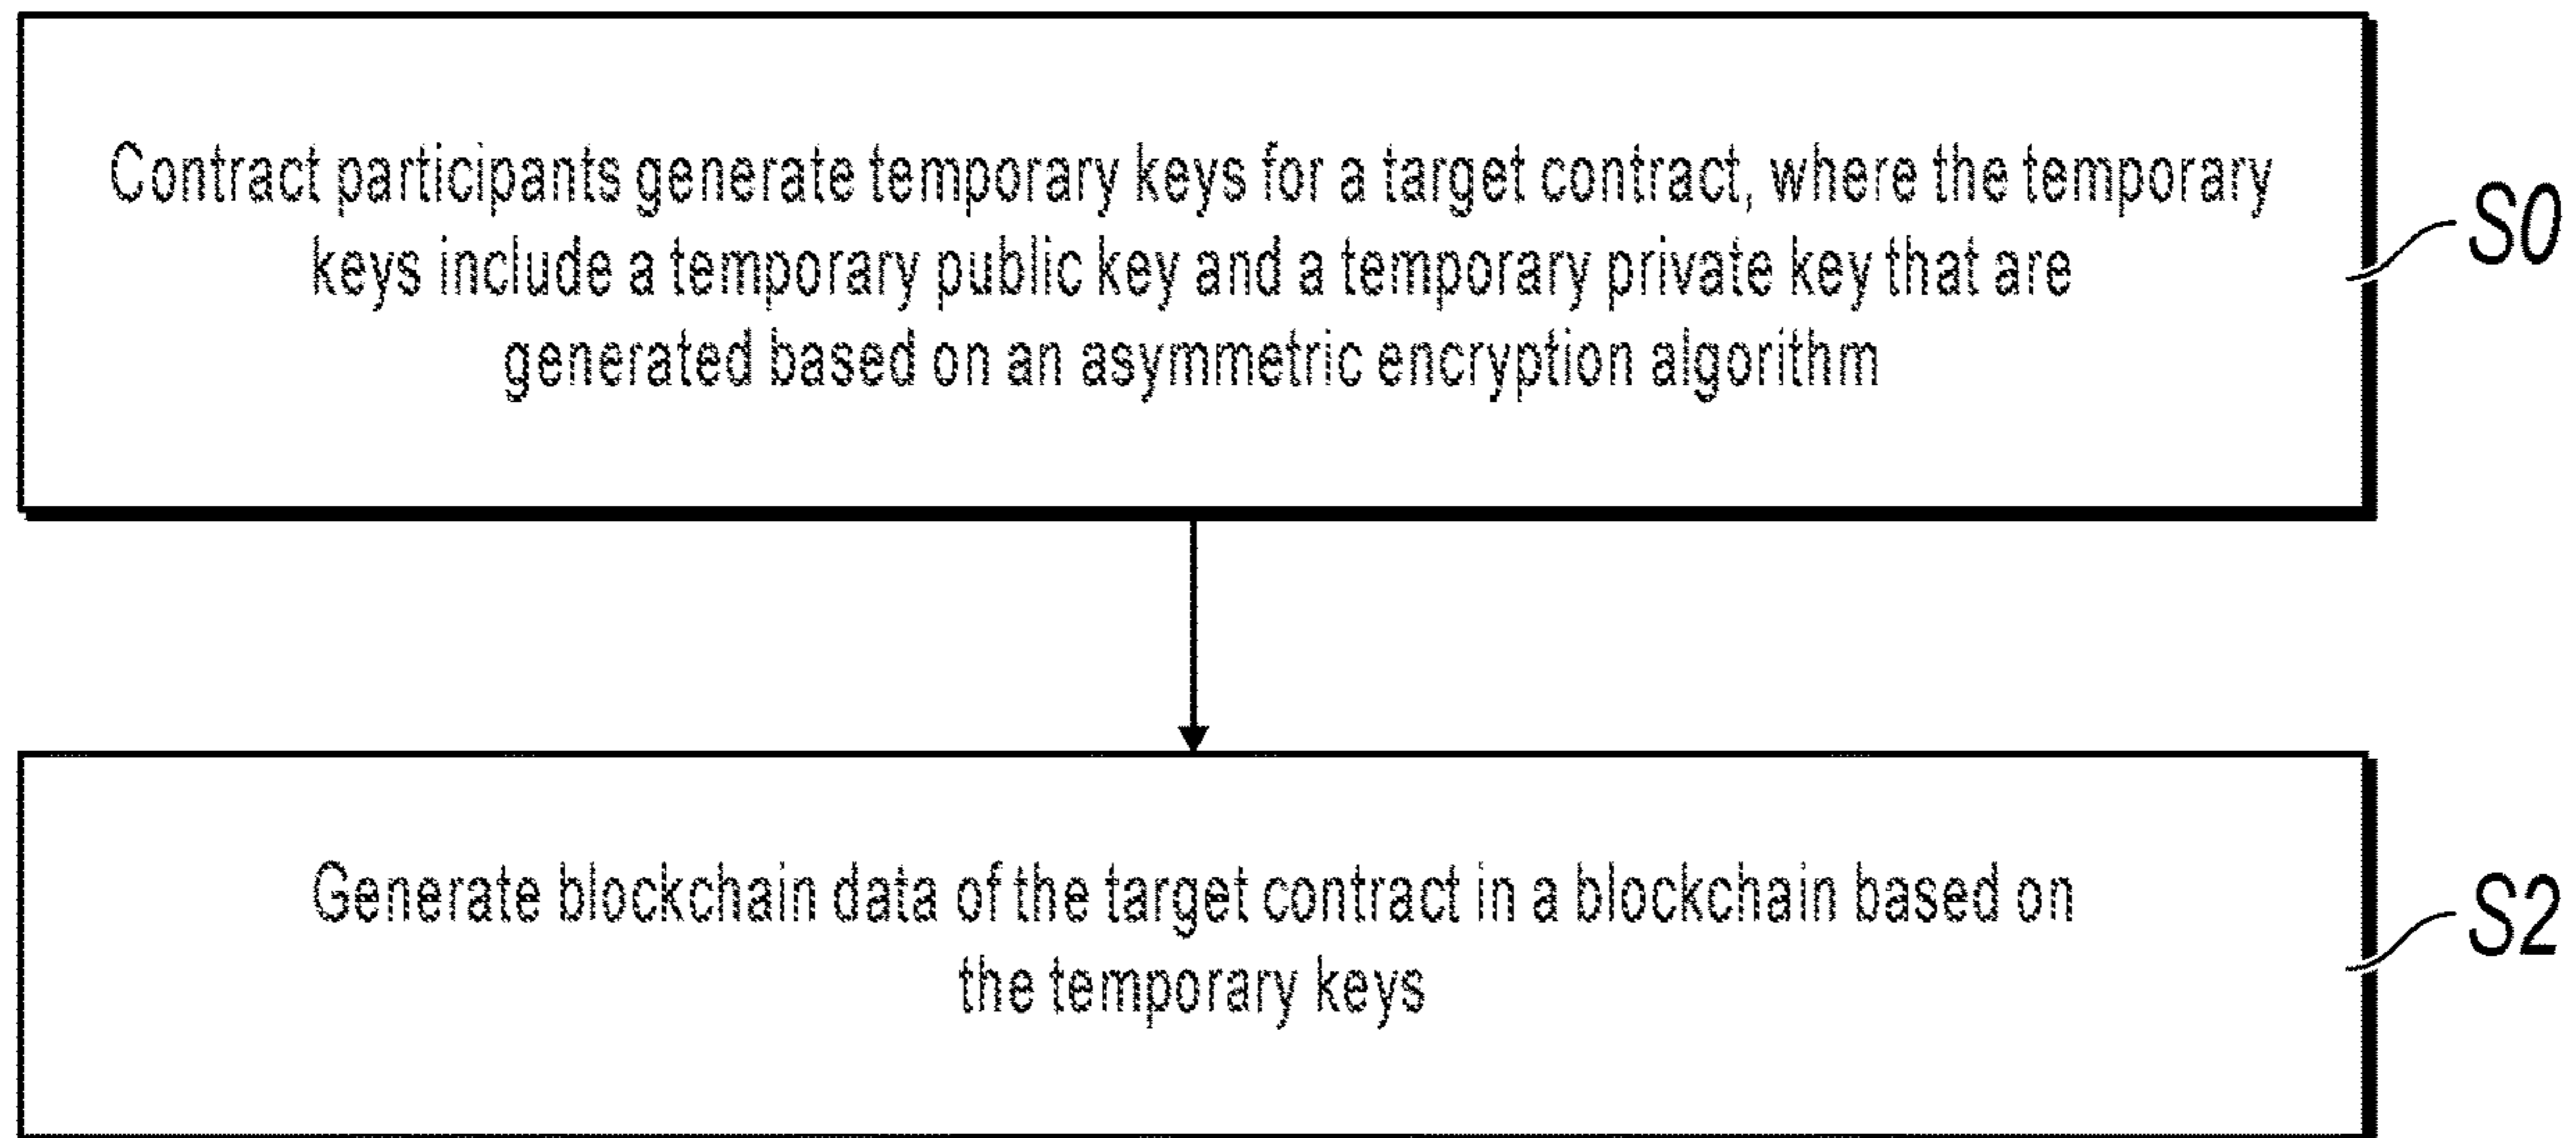 Contract participants generate temporary keys for a target contract, where the temporary
keys include a temporary public key and a temporary private key that are
generated based on an asymmetric encryption algorithm
S0
Generate blockchain data of the target contract in a blockchain based on
the temporary keys
S2